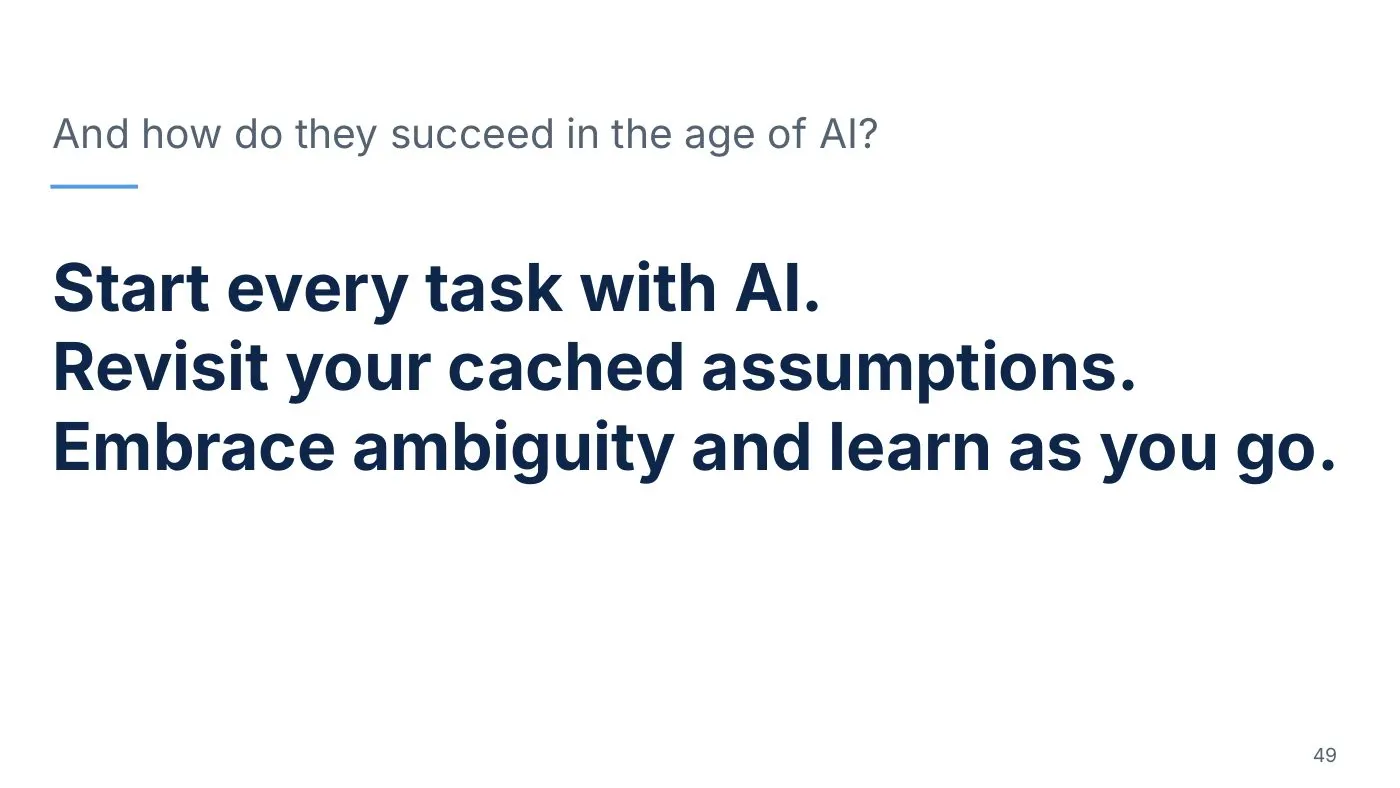 And how do they succeed in the age of AI?
Start every task with AI.
Revisit your cached assumptions.
Embrace ambiguity and learn as you go.
49